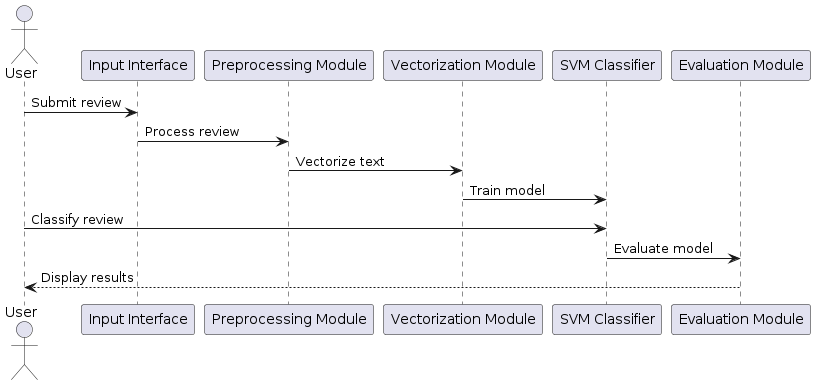 User
Input Interface
Preprocessing Module
Vectorization Module
SVM Classifier
Evaluation Module
Submit review
Process review
Vectorize text
Train model
Classify review
Evaluate model
Display results
User
Input Interface
Preprocessing Module
Vectorization Module
SVM Classifier
Evaluation Module